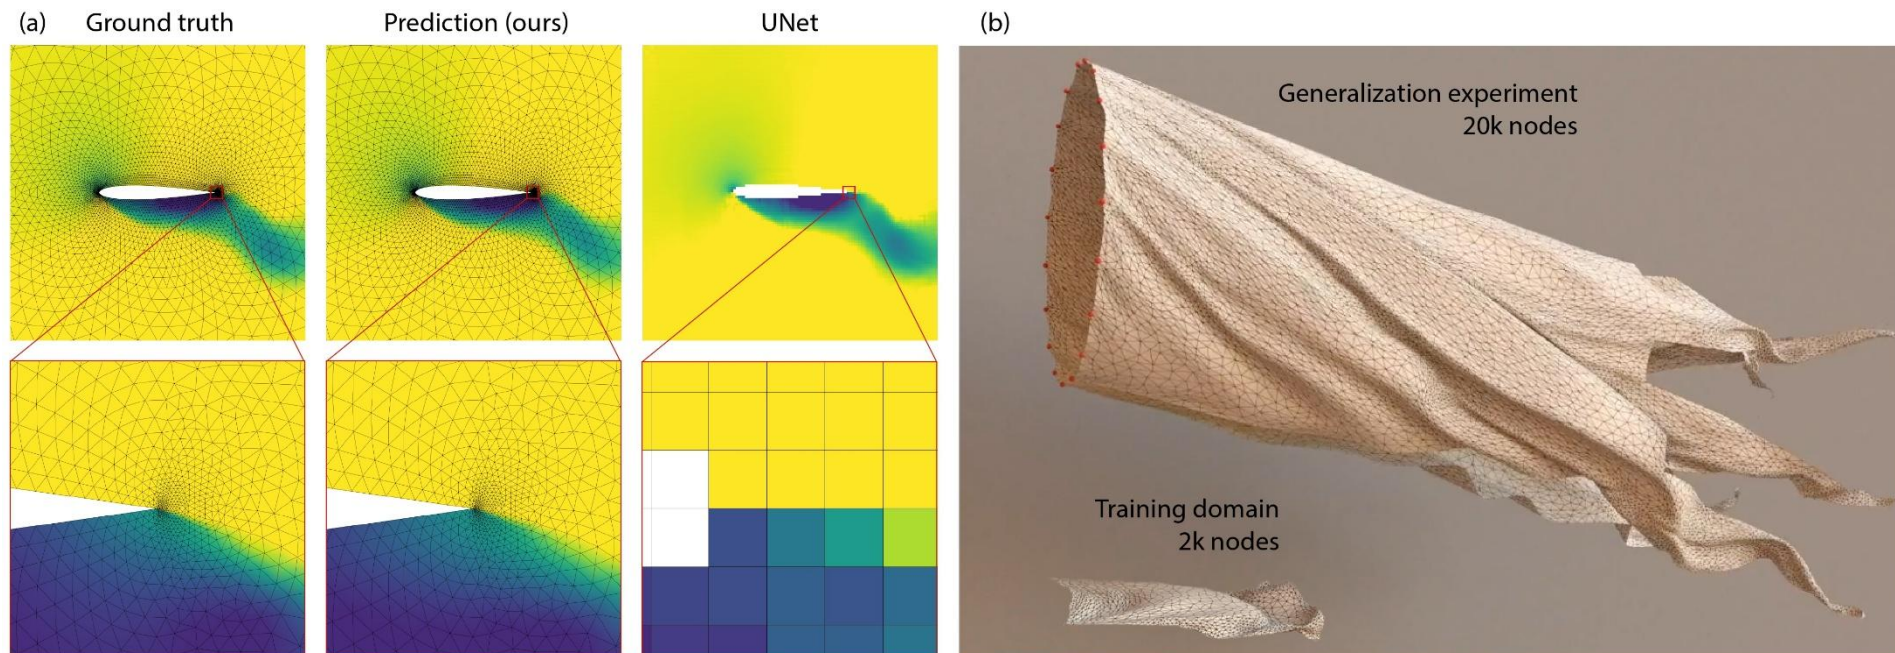 (a)
Ground truth
Prediction (ours)
UNet
(b)
Generalization experiment
20k nodes
Training domain
2k nodes